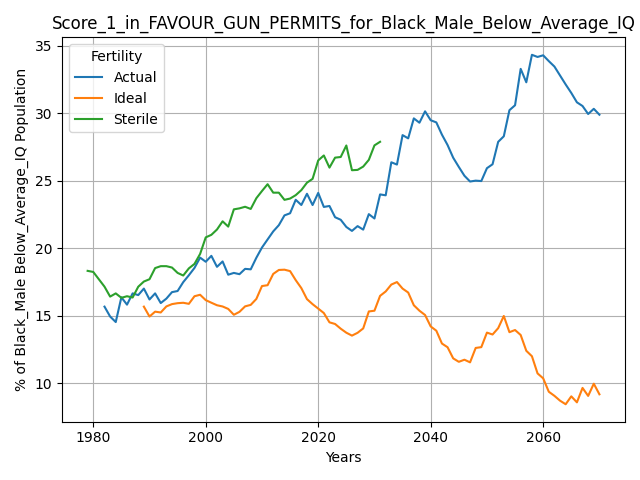 Score_1_in_FAVOUR_GUN_PERMITS_for_Black_Male_Below_Average_IQ
% of Black_Male Below_Average_IQ Population
35
30
25
20
15
10
Fertility
Actual
Ideal
Sterile
1980
2000
2020
2040
2060
Years